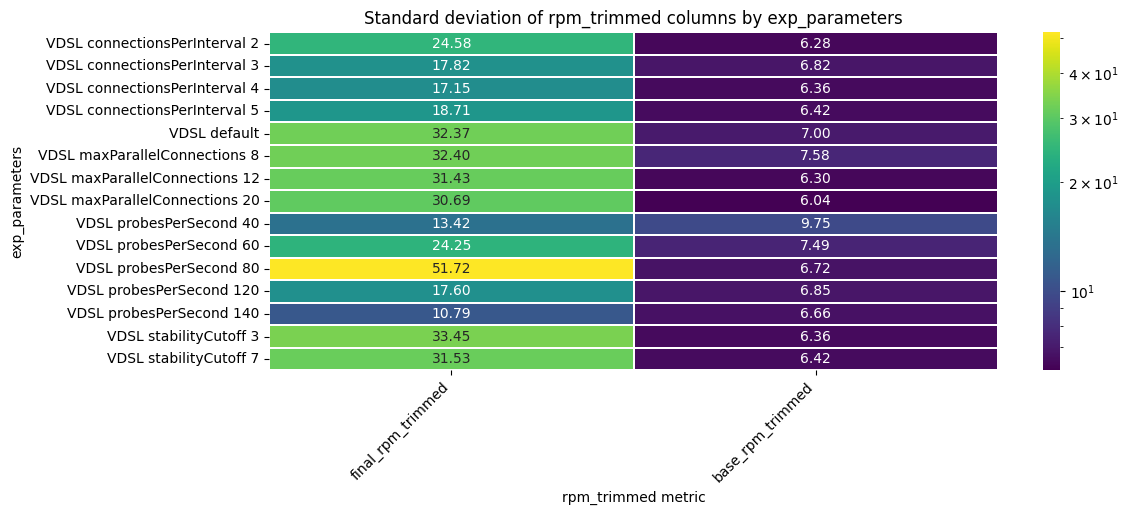 Standard deviation of rpm_trimmed columns by exp_parameters
exp_parameters
VDSL connectionsPerInterval 2 24.58 6.28
VDSL connectionsPerInterval 3 17.82 6.82
VDSL connectionsPerInterval 4 17.15 6.36
VDSL connectionsPerInterval 5 18.71 6.42
VDSL default 32.37 7.00
VDSL maxParallelConnections 8 32.40 7.58
VDSL maxParallelConnections 12 31.43 6.30
VDSL maxParallelConnections 20 30.69 6.04
VDSL probesPerSecond 40 13.42 9.75
VDSL probesPerSecond 60 24.25 7.49
VDSL probesPerSecond 80 51.72 6.72
VDSL probesPerSecond 120 17.60 6.85
VDSL probesPerSecond 140 10.79 6.66
VDSL stabilityCutoff 3 33.45 6.36
VDSL stabilityCutoff 7 31.53 6.42
final_rpm_trimmed
base_rpm_trimmed
rpm_trimmed metric
4 × 10¹
3 × 10¹
2 × 10¹
10¹